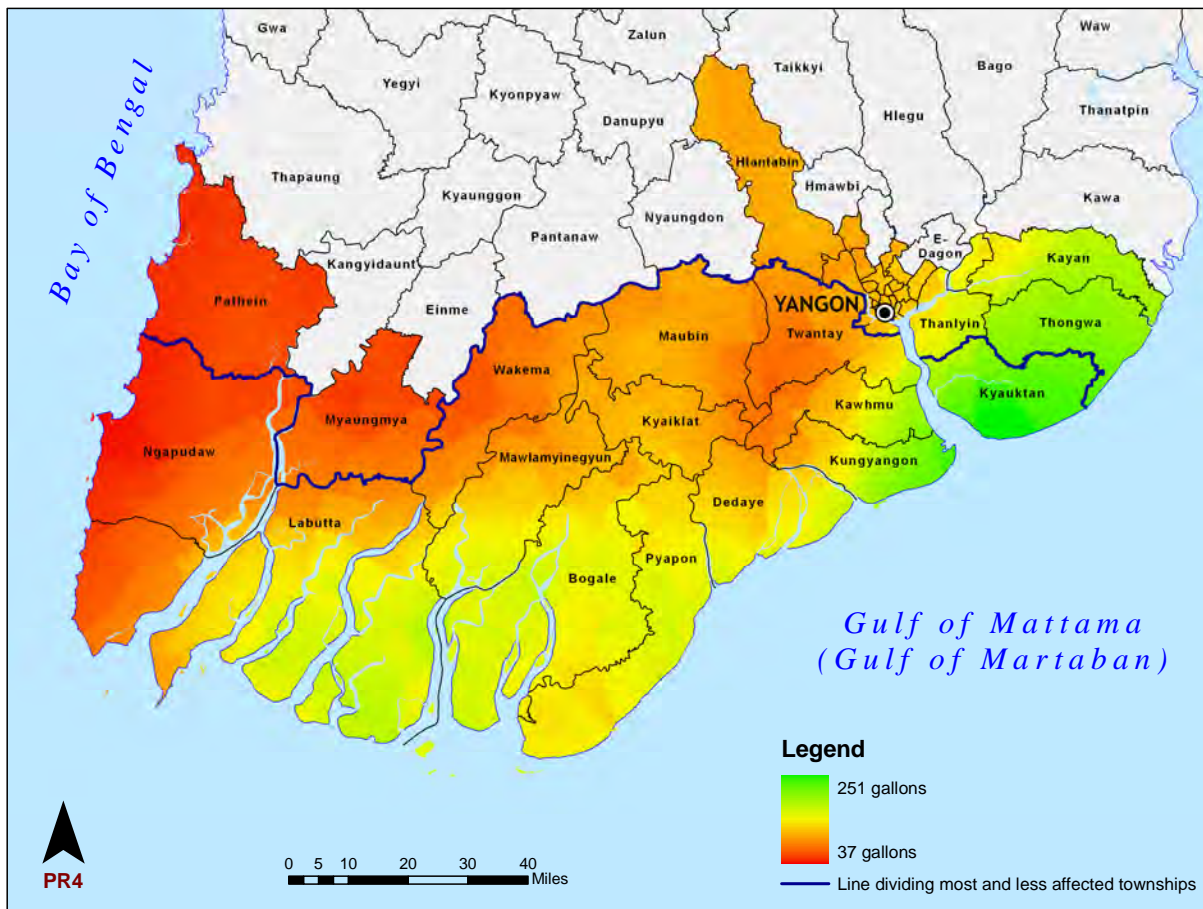 Gwa
Zalun
Waw
Yegyi
Taikkyi
Bago
Kyonpyaw
Danupyu
Hlegu
Thanatpin
Bay of Bengal
Hlantabin
Thapaung
Kyaunggon
Hmawbi
Kawa
Nyaungdon
Pantanaw
E-
Dagon
Kangyidaunt
Kayan
Pathein
Einme
YANGON
Thanlyin
Thongwa
Maubin
Twantay
Wakema
Kyauktan
Kawhmu
Myaungmya
Kyaiklat
Ngapudaw
Mawlamyinegyun
Kungyangon
Dedaye
Labutta
Pyapon
Bogale
Gulf of Mattama
(Gulf of Martaban)
Legend
251 gallons
37 gallons
Line dividing most and less affected townships
PR4
0 5 10 20 30 40
Miles